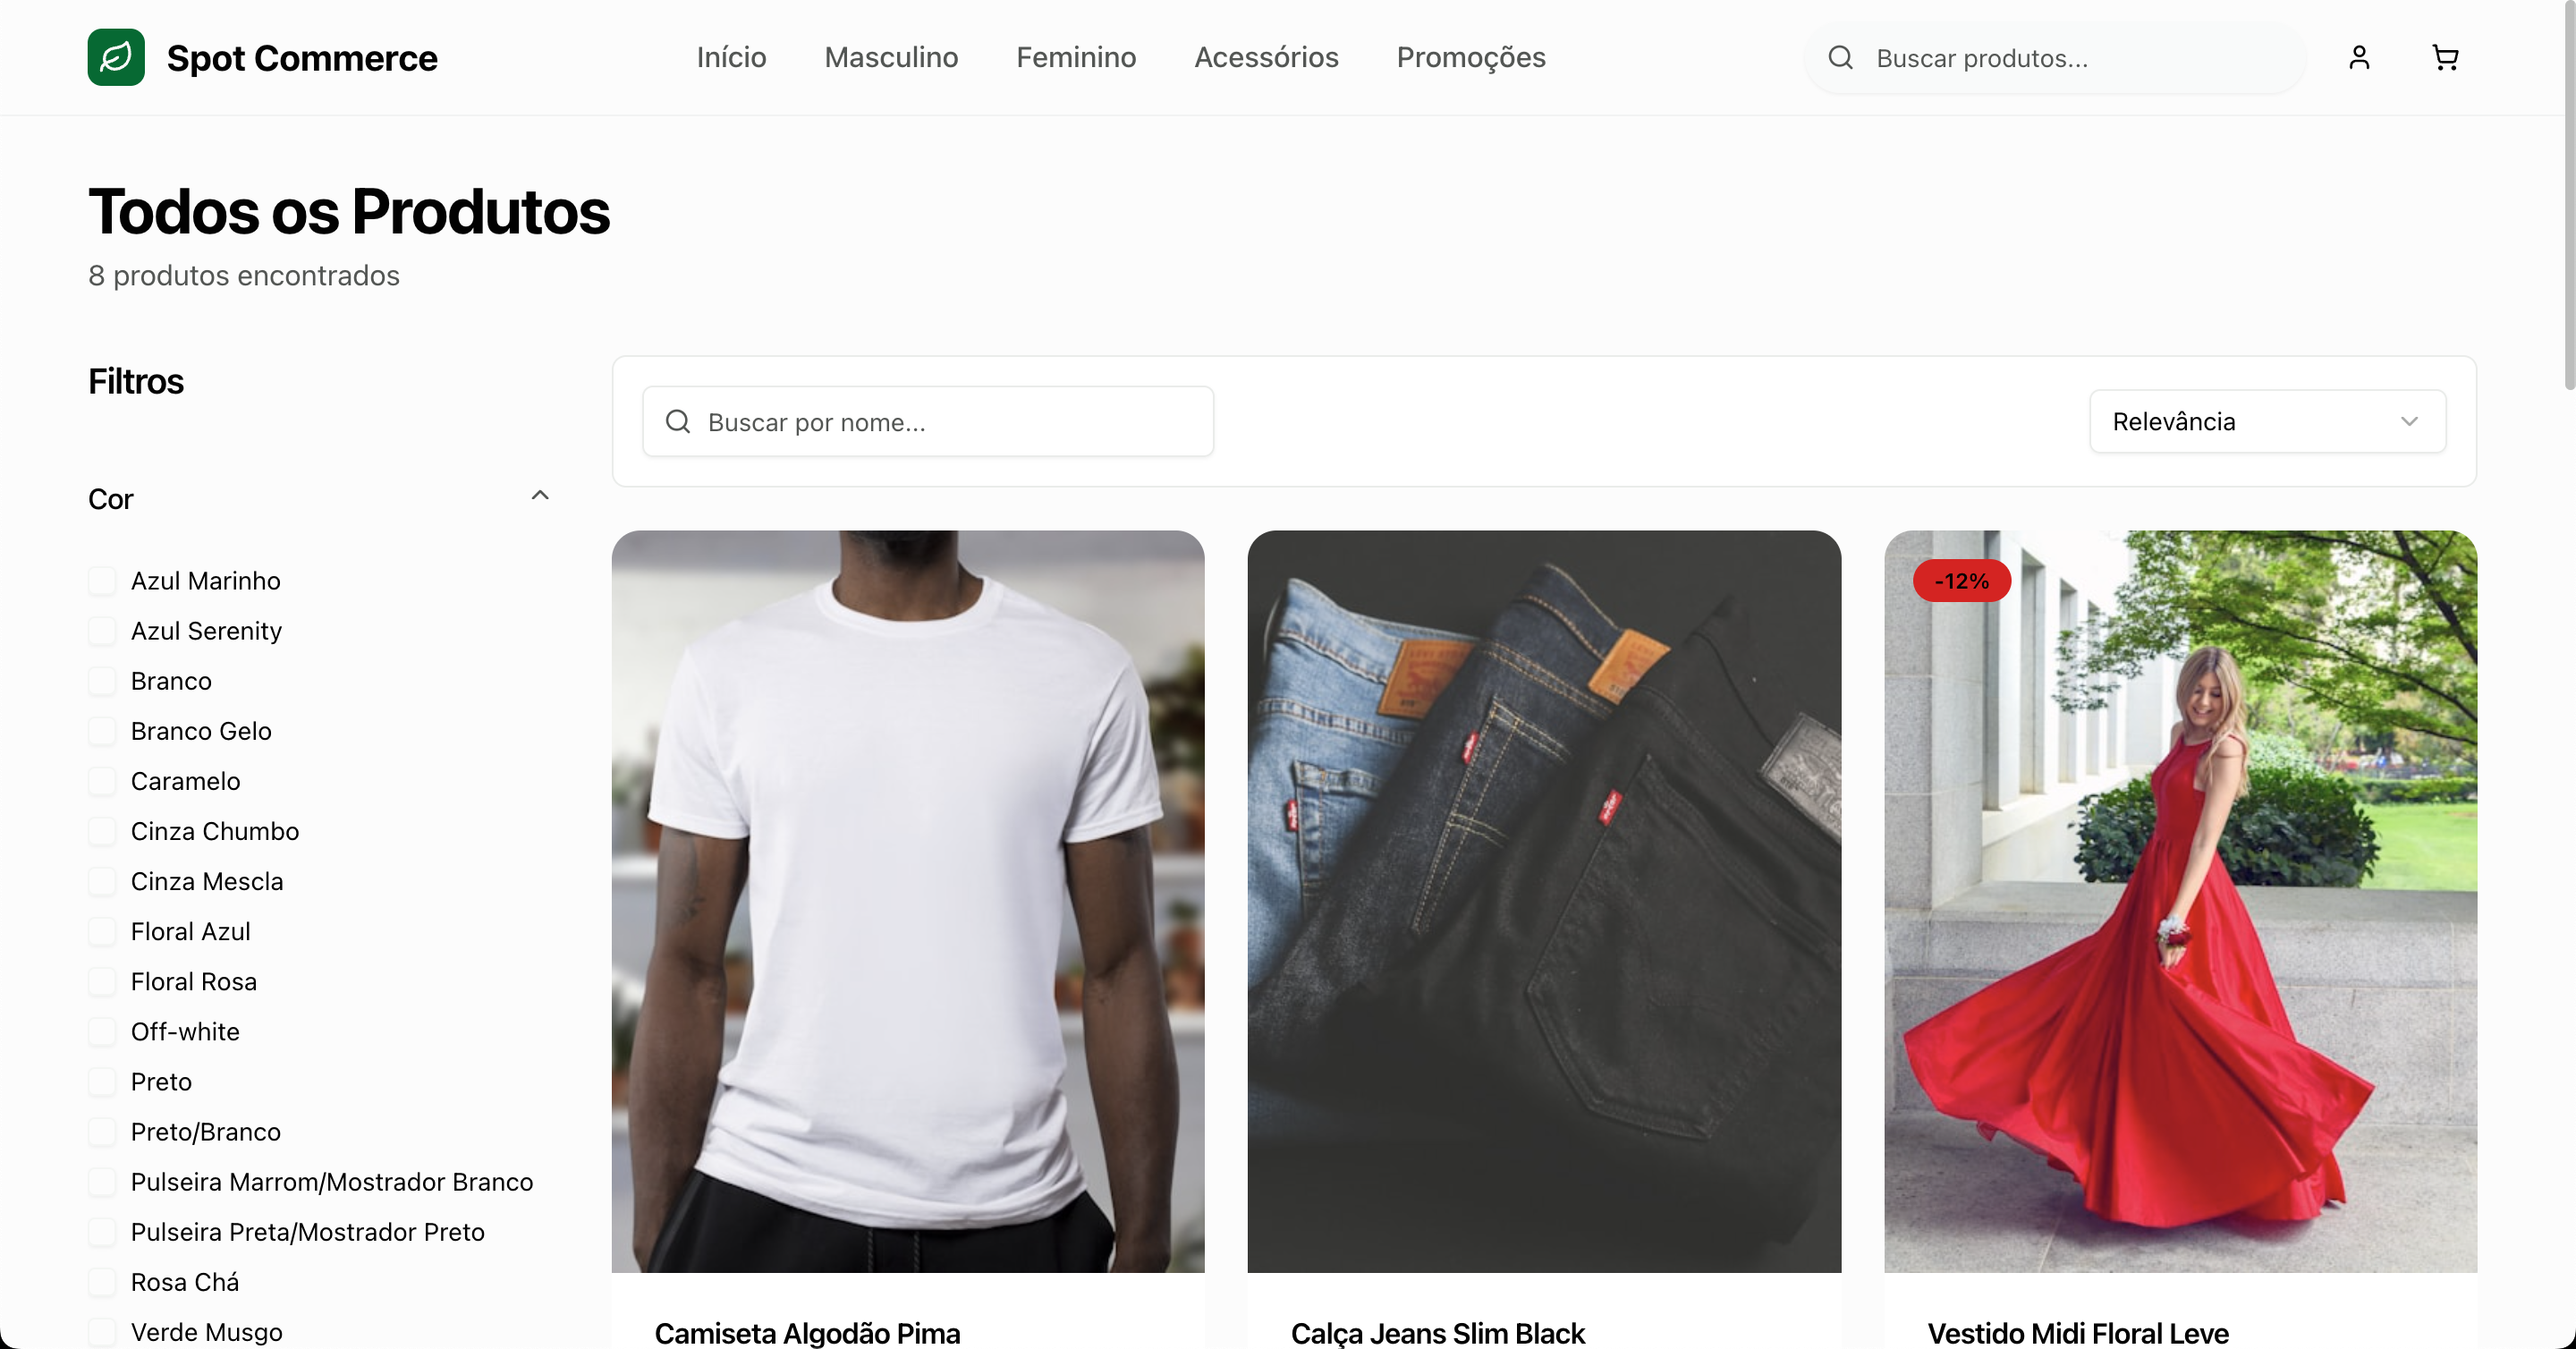 Spot Commerce
Início
Masculino
Feminino
Acessórios
Promoções
Buscar produtos...
Todos os Produtos
8 produtos encontrados
Filtros
Buscar por nome...
Relevância
Cor
Azul Marinho
Azul Serenity
Branco
Branco Gelo
Caramelo
Cinza Chumbo
Cinza Mescla
Floral Azul
Floral Rosa
Off-white
Preto
Preto/Branco
Pulseira Marrom/Mostrador Branco
Pulseira Preta/Mostrador Preto
Rosa Chá
Verde Musgo
-12%
Camiseta Algodão Pima
Calça Jeans Slim Black
Vestido Midi Floral Leve